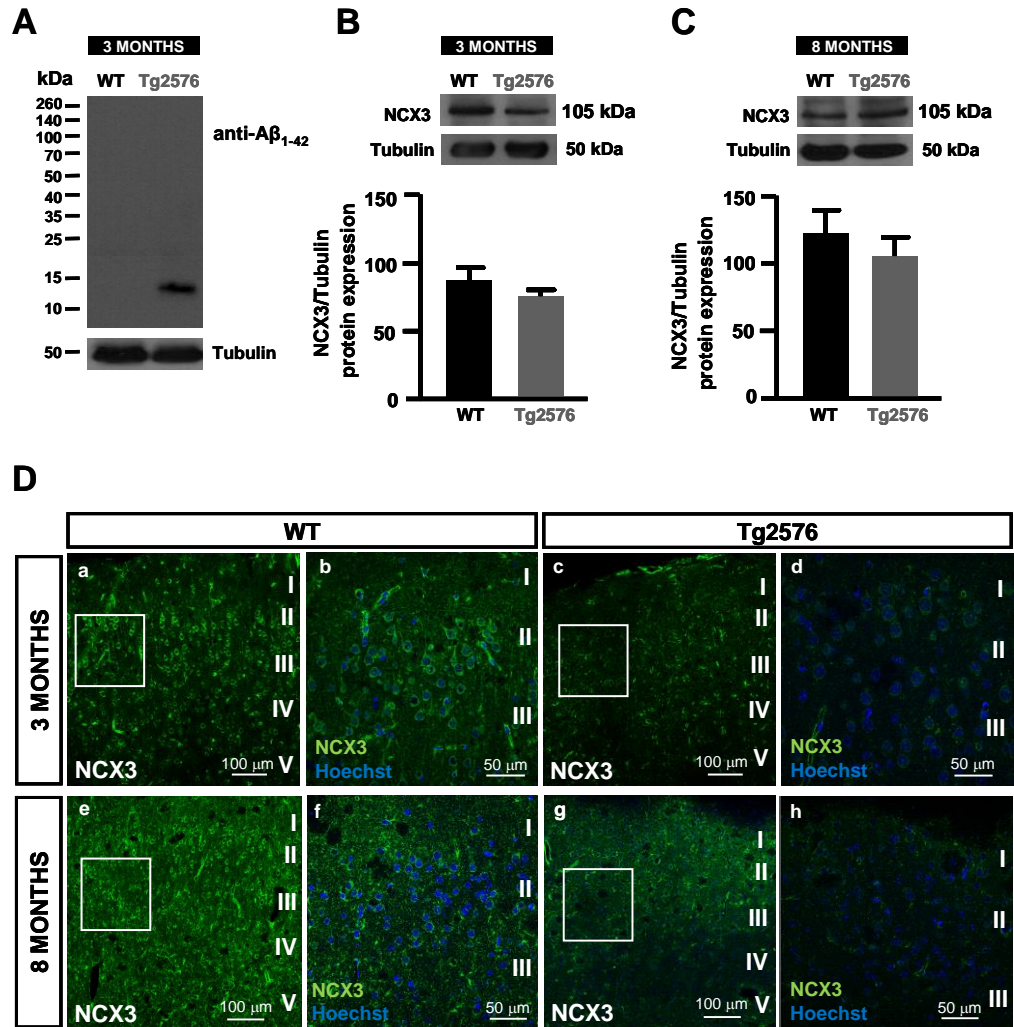 A
3 MONTHS
kDa WT Tg2576
260
140
100
70
50
40
35
25
15
10
anti-Aβ1-42
50
Tubulin
B
3 MONTHS
WT Tg2576
NCX3 105 kDa
Tubulin 50 kDa
NCX3/Tubulin
protein expression
150
100
50
0
WT Tg2576
C
8 MONTHS
WT Tg2576
NCX3 105 kDa
Tubulin 50 kDa
NCX3/Tubulin
protein expression
150
100
50
0
WT Tg2576
D
WT Tg2576
3 MONTHS
a
I
II
III
IV
V
NCX3
100 µm
b
I
II
III
NCX3
Hoechst
50 µm
c
I
II
III
IV
V
NCX3
100 µm
d
I
II
III
NCX3
Hoechst
50 µm
8 MONTHS
e
I
II
III
IV
V
NCX3
100 µm
f
I
II
III
NCX3
Hoechst
50 µm
g
I
II
III
IV
V
NCX3
100 µm
h
I
II
III
NCX3
Hoechst
50 µm